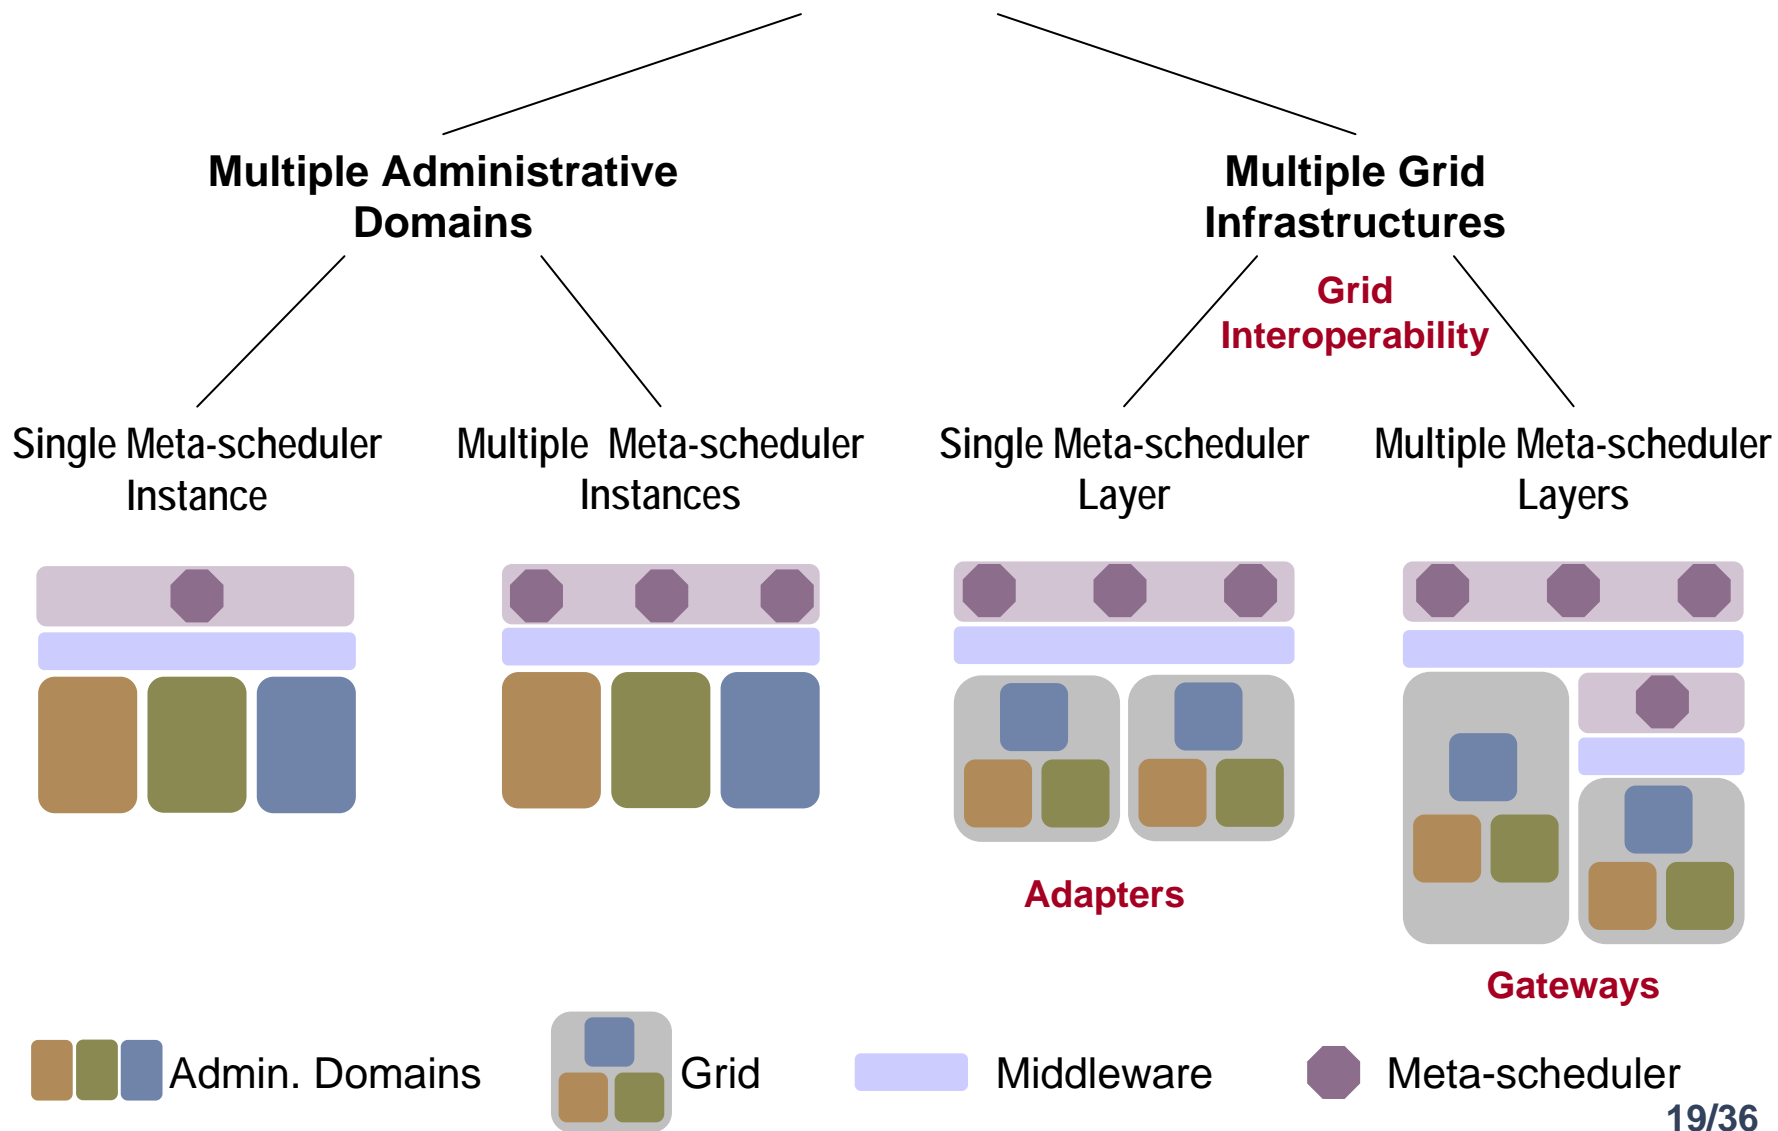 Multiple Administrative
Domains
Multiple Grid
Infrastructures
Grid
Interoperability
Single Meta-scheduler
Instance
Multiple Meta-scheduler
Instances
Single Meta-scheduler
Layer
Multiple Meta-scheduler
Layers
Adapters
Gateways
Admin. Domains
Grid
Middleware
Meta-scheduler
19/36